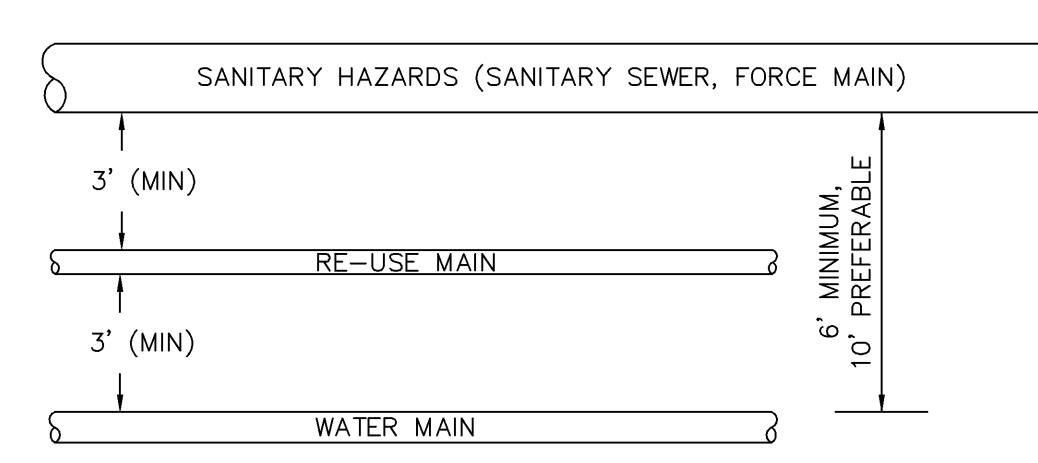 SANITARY HAZARDS (SANITARY SEWER, FORCE MAIN)
3' (MIN)
RE-USE MAIN
3' (MIN)
WATER MAIN
6' MINIMUM,
10' PREFERABLE